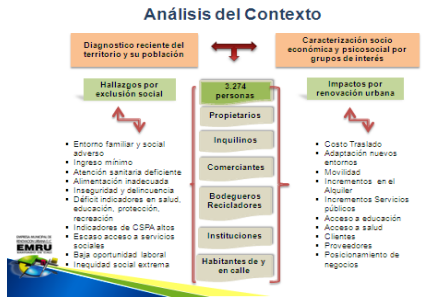 Análisis del Contexto
Diagnostico reciente del
territorio y su población
Caracterización socio
económica y psicosocial por
grupos de interés
Hallazgos por
exclusión social
3.274
personas
Impactos por
renovación urbana
Propietarios
Inquilinos
Comerciantes
Bodegueros
Recicladores
Instituciones
Habitantes de y
en calle
• Entorno familiar y social
adverso
• Ingreso mínimo
• Atención sanitaria deficiente
• Alimentación inadecuada
• Inseguridad y delincuencia
• Déficit indicadores en salud,
educación, protección,
recreación
• Indicadores de CSPA altos
• Escaso acceso a servicios
sociales
• Baja oportunidad laboral
• Inequidad social extrema
• Costo Traslado
• Adaptación nuevos
entornos
• Movilidad
• Incrementos en el
Alquiler
• Incrementos Servicios
públicos
• Acceso a educación
• Acceso a salud
• Clientes
• Proveedores
• Posicionamiento de
negocios
EMRU